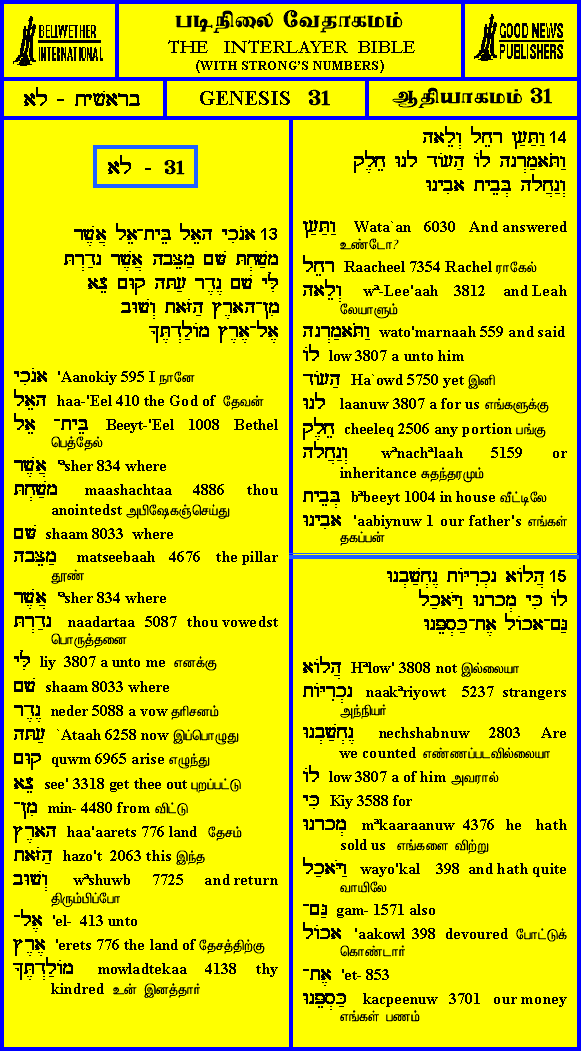 BELLWETHER
INTERNATIONAL
படிநிலை வேதாகமம்
THE INTERLAYER BIBLE
(WITH STRONG'S NUMBERS)
GOOD NEWS
PUBLISHERS
בראשית - לא
GENESIS 31
ஆதியாகமம் 31
לא - 31
13 אָנֹכִי הָאֵל בֵּית־אֵל אֲשֶׁר
מָשַׁחְתָּ שָּׁם מַצֵּבָה אֲשֶׁר נָדַרְתָּ
לִּי שָׁם נֶדֶר עַתָּה קוּם צֵא
מִן־הָאָרֶץ הַזֹּאת וְשׁוּב
אֶל־אֶרֶץ מוֹלַדְתֶּךָ
אָנֹכִי 'Aanokiy 595 I நானே
הָאֵל haa-'Eel 410 the God of தேவன்
בֵּית־ אֵל Beeyt-'Eel 1008 Bethel
பெத்தேல்
אֲשֶׁר ªsher 834 where
מָשַׁחְתָּ maashachtaa 4886 thou
anointedst அபிஷேகஞ்செய்து
שָּׁם shaam 8033 where
מַצֵּבָה matseebaah 4676 the pillar
தூண்
אֲשֶׁר ªsher 834 where
נָדַרְתָּ naadartaa 5087 thou vowedst
பொருத்தனை
לִּי liy 3807 a unto me எனக்கு
שָׁם shaam 8033 where
נֶדֶר neder 5088 a vow தரிசனம்
עַתָּה `Ataah 6258 now இப்பொழுது
קוּם quwm 6965 arise எழுந்து
צֵא see' 3318 get thee out புறப்பட்டு
מִן־ min- 4480 from விட்டு
הָאָרֶץ haa'aarets 776 land தேசம்
הַזֹּאת hazo't 2063 this இந்த
וְשׁוּב wªshuwb 7725 and return
திரும்பிப்போ
אֶל־ 'el- 413 unto
אֶרֶץ 'erets 776 the land of தேசத்திற்கு
מוֹלַדְתֶּךָ mowladtekaa 4138 thy
kindred உன் இனத்தார்
14 וַתַּעַן רָחֵל וְלֵאָה
וַתֹּאמַרְנָה לוֹ הַעוֹד לָנוּ חֵלֶק
וְנַחֲלָה בְּבֵית אָבִינוּ
וַתַּעַן Wata`an 6030 And answered
உண்டோ?
רָחֵל Raacheel 7354 Rachel ராகேல்
וְלֵאָה wª-Lee'aah 3812 and Leah
லேயாளும்
וַתֹּאמַרְנָה wato'marnaah 559 and said
לוֹ low 3807 a unto him
הַעוֹד Ha`owd 5750 yet இனி
לָנוּ laanuw 3807 a for us எங்களுக்கு
חֵלֶק cheeleq 2506 any portion பங்கு
וְנַחֲלָה wªnachªlaah 5159 or
inheritance சுதந்தரமும்
בְּבֵית bªbeeyt 1004 in house வீட்டிலே
אָבִינוּ 'aabiynuw 1 our father's எங்கள்
தகப்பன்
15 הֲלוֹא נָכְרִיּוֹת נֶחְשַׁבְנוּ
לוֹ כִּי מְכָרָנוּ וַיֹּאכַל
גַּם־אָכוֹל אֶת־כַּסְפֵּנוּ
הֲלוֹא Hªlow' 3808 not இல்லையா
נָכְרִיּוֹת naakªriyowt 5237 strangers
அந்நியர்
נֶחְשַׁבְנוּ nechshabnuw 2803 Are
we counted எண்ணப்படவில்லையா
לוֹ low 3807 a of him அவரால்
כִּי Kiy 3588 for
מְכָרָנוּ mªkaaraanuw 4376 he hath
sold us எங்களை விற்று
וַיֹּאכַל wayo'kal 398 and hath quite
வாயிலே
גַּם־ gam- 1571 also
אָכוֹל 'aakowl 398 devoured போட்டுக்
கொண்டார்
אֶת־ 'et- 853
כַּסְפֵּנוּ kacpeenuw 3701 our money
எங்கள் பணம்